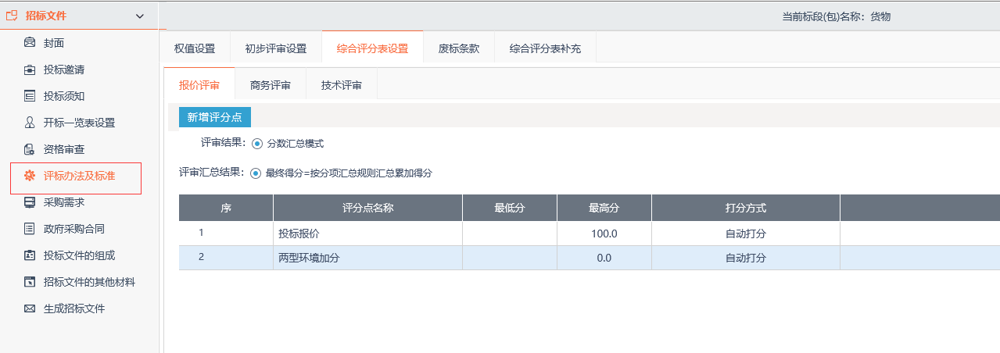 招标文件
当前标段(包)名称：货物
封面
投标邀请
投标须知
开标一览表设置
资格审查
评标办法及标准
采购需求
政府采购合同
投标文件的组成
招标文件的其他材料
生成招标文件
权值设置 初步评审设置 综合评分表设置 废标条款 综合评分表补充
报价评审 商务评审 技术评审
新增评分点
评审结果： 分数汇总模式
评审汇总结果： 最终得分=按分项汇总规则汇总累加得分
序 评分点名称 最低分 最高分 打分方式
1 投标报价 100.0 自动打分
2 两型环境加分 0.0 自动打分